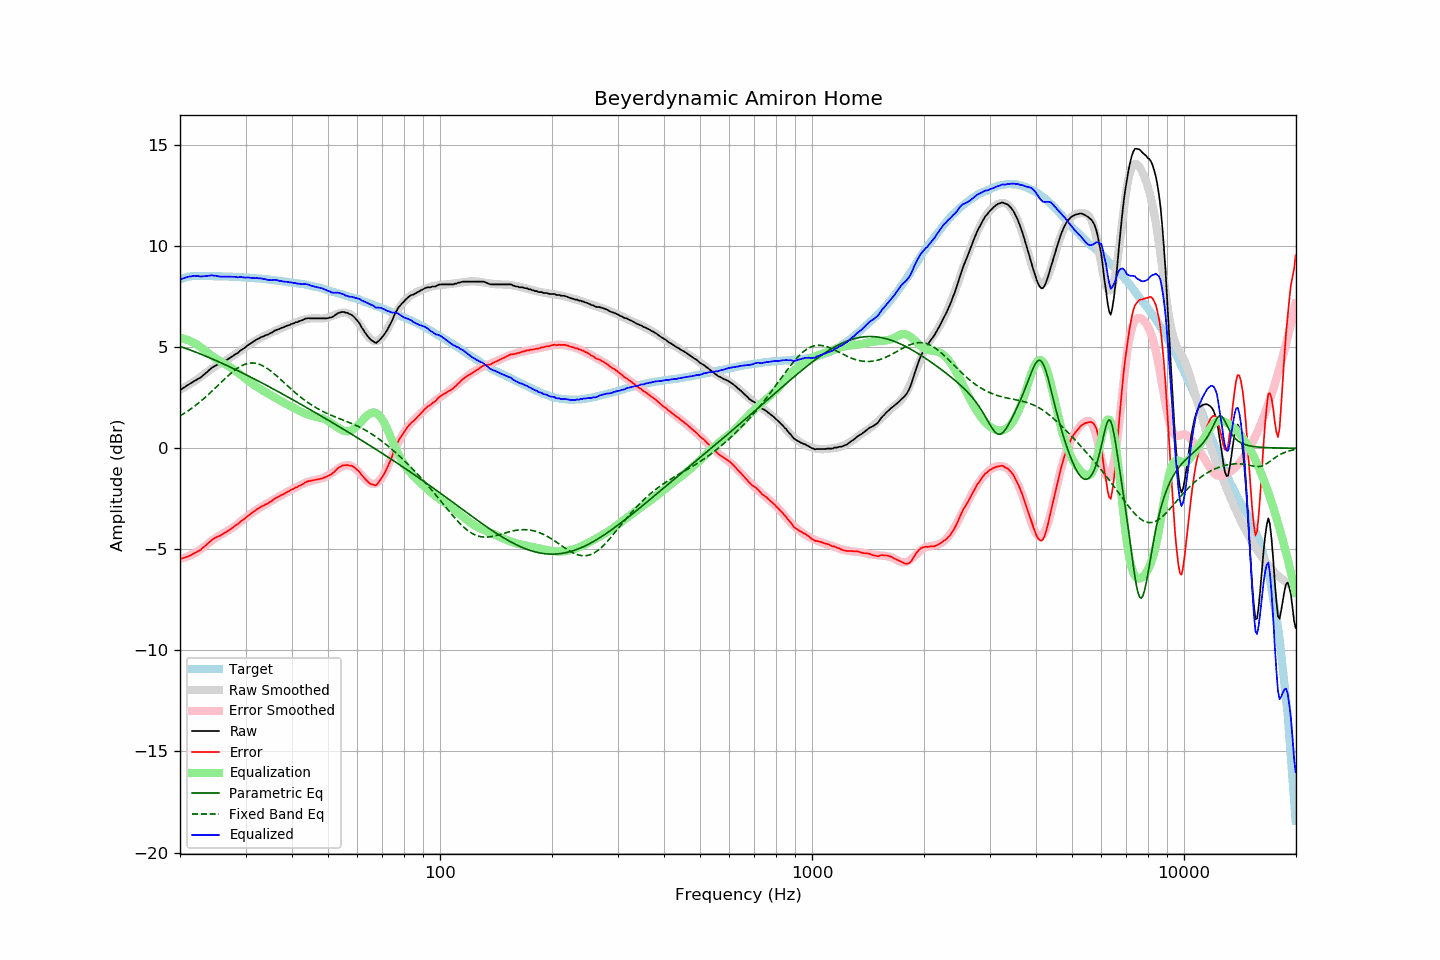 Beyerdynamic Amiron Home
15
10
5
0
−5
−10
−15
−20
Amplitude (dBr)
Target
Raw Smoothed
Error Smoothed
Raw
Error
Equalization
Parametric Eq
Fixed Band Eq
Equalized
100 1000 10000
Frequency (Hz)